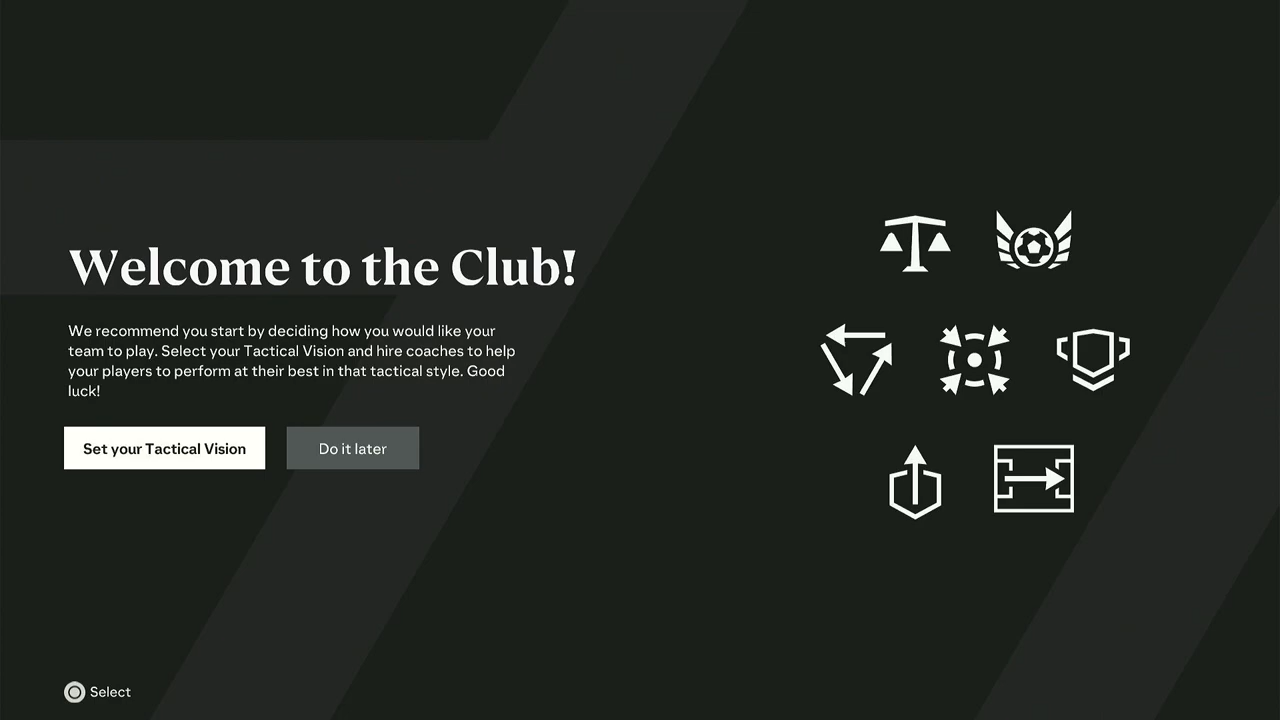 Welcome to the Club!
We recommend you start by deciding how you would like your
team to play. Select your Tactical Vision and hire coaches to help
your players to perform at their best in that tactical style. Good
luck!
Set your Tactical Vision
Do it later
Select